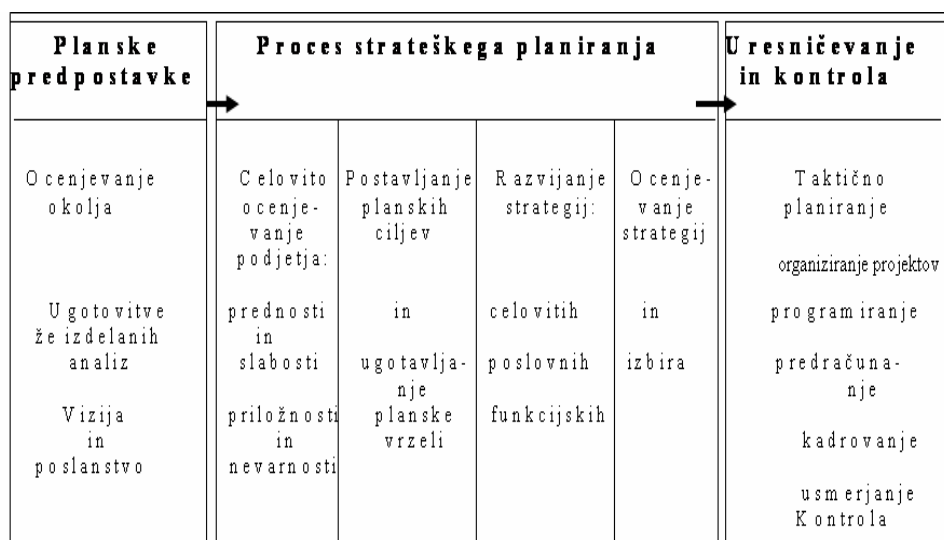 Planske
predpostavke
Proces strateškega planiranja
Uresničevanje
in kontrola
Ocenjevanje
okolja
Ugotovitve
že izdelanih
analiz
Vizija
in
poslanstvo
Celovito
ocenje-
vanje
podjetja:
prednosti
in
slabosti
priložnosti
in
nevarnosti
Postavljanje
planskih
ciljev
in
ugotavlja-
nje
planske
vrzeli
Razvijanje
strategij:
celovitih
poslovnih
funkcijskih
Ocenje-
vanje
strategij
in
izbira
Taktično
planiranje
organiziranje projektov
programiranje
predračuna-
nje
kadrovanje
usmerjanje
Kontrola